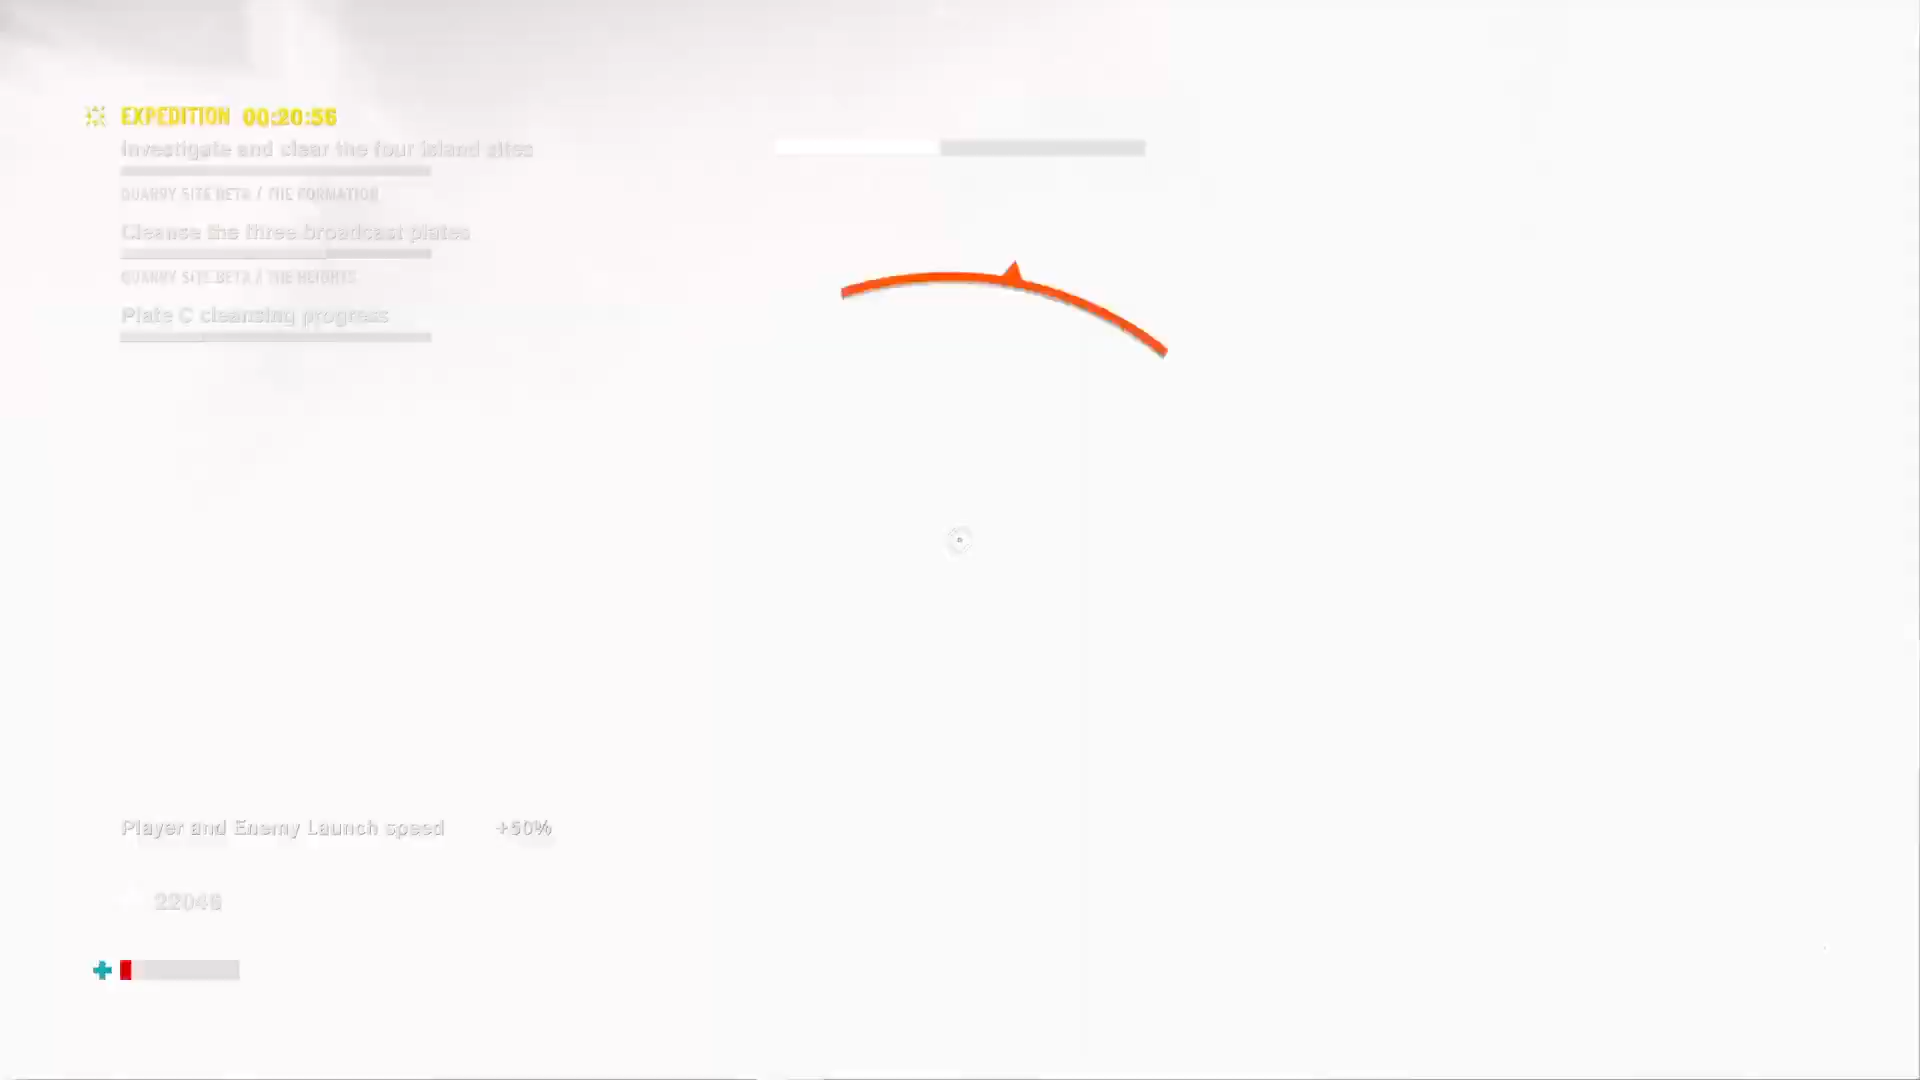 EXPEDITION 00:20:56
Investigate and clear the four island sites
QUARRY SITE BETA / THE FORMATION
Cleanse the three broadcast plates
QUARRY SITE BETA / THE HEIGHTS
Plate C cleansing progress
Player and Enemy Launch speed +50%
22046